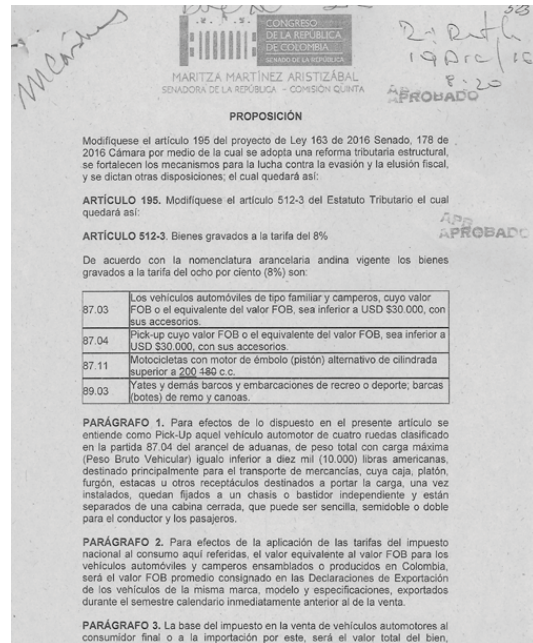 323
CONGRESO
DE LA REPÚBLICA
DE COLOMBIA
SENADO DE LA REPÚBLICA
19 Dic / 16
8:20
MARITZA MARTÍNEZ ARISTIZÁBAL
SENADORA DE LA REPÚBLICA – COMISIÓN QUINTA
APROBADO
PROPOSICIÓN
Modifíquese el artículo 195 del proyecto de Ley 163 de 2016 Senado, 178 de
2016 Cámara por medio de la cual se adopta una reforma tributaria estructural,
se fortalecen los mecanismos para la lucha contra la evasión y la elusión fiscal,
y se dictan otras disposiciones; el cual quedará así:
ARTÍCULO 195. Modifíquese el artículo 512-3 del Estatuto Tributario el cual
quedará así:
APROBADO
ARTÍCULO 512-3. Bienes gravados a la tarifa del 8%
De acuerdo con la nomenclatura arancelaria andina vigente los bienes
gravados a la tarifa del ocho por ciento (8%) son:
87.03 Los vehículos automóviles de tipo familiar y camperos, cuyo valor
FOB o el equivalente del valor FOB, sea inferior a USD $30.000, con
sus accesorios.
87.04 Pick-up cuyo valor FOB o el equivalente del valor FOB, sea inferior a
USD $30.000, con sus accesorios.
87.11 Motocicletas con motor de émbolo (pistón) alternativo de cilindrada
superior a 200 180 c.c.
89.03 Yates y demás barcos y embarcaciones de recreo o deporte; barcas
(botes) de remo y canoas.
PARÁGRAFO 1. Para efectos de lo dispuesto en el presente artículo se
entiende como Pick-Up aquel vehículo automotor de cuatro ruedas clasificado
en la partida 87.04 del arancel de aduanas, de peso total con carga máxima
(Peso Bruto Vehicular) igualo inferior a diez mil (10.000) libras americanas,
destinado principalmente para el transporte de mercancías, cuya caja, platón,
furgón, estacas u otros receptáculos destinados a portar la carga, una vez
instalados, quedan fijados a un chasis o bastidor independiente y están
separados de una cabina cerrada, que puede ser sencilla, semidoble o doble
para el conductor y los pasajeros.
PARÁGRAFO 2. Para efectos de la aplicación de las tarifas del impuesto
nacional al consumo aquí referidas, el valor equivalente al valor FOB para los
vehículos automóviles y camperos ensamblados o producidos en Colombia,
será el valor FOB promedio consignado en las Declaraciones de Exportación
de los vehículos de la misma marca, modelo y especificaciones, exportados
durante el semestre calendario inmediatamente anterior al de la venta.
PARÁGRAFO 3. La base del impuesto en la venta de vehículos automotores al
consumidor final o a la importación por este, será el valor total del bien,